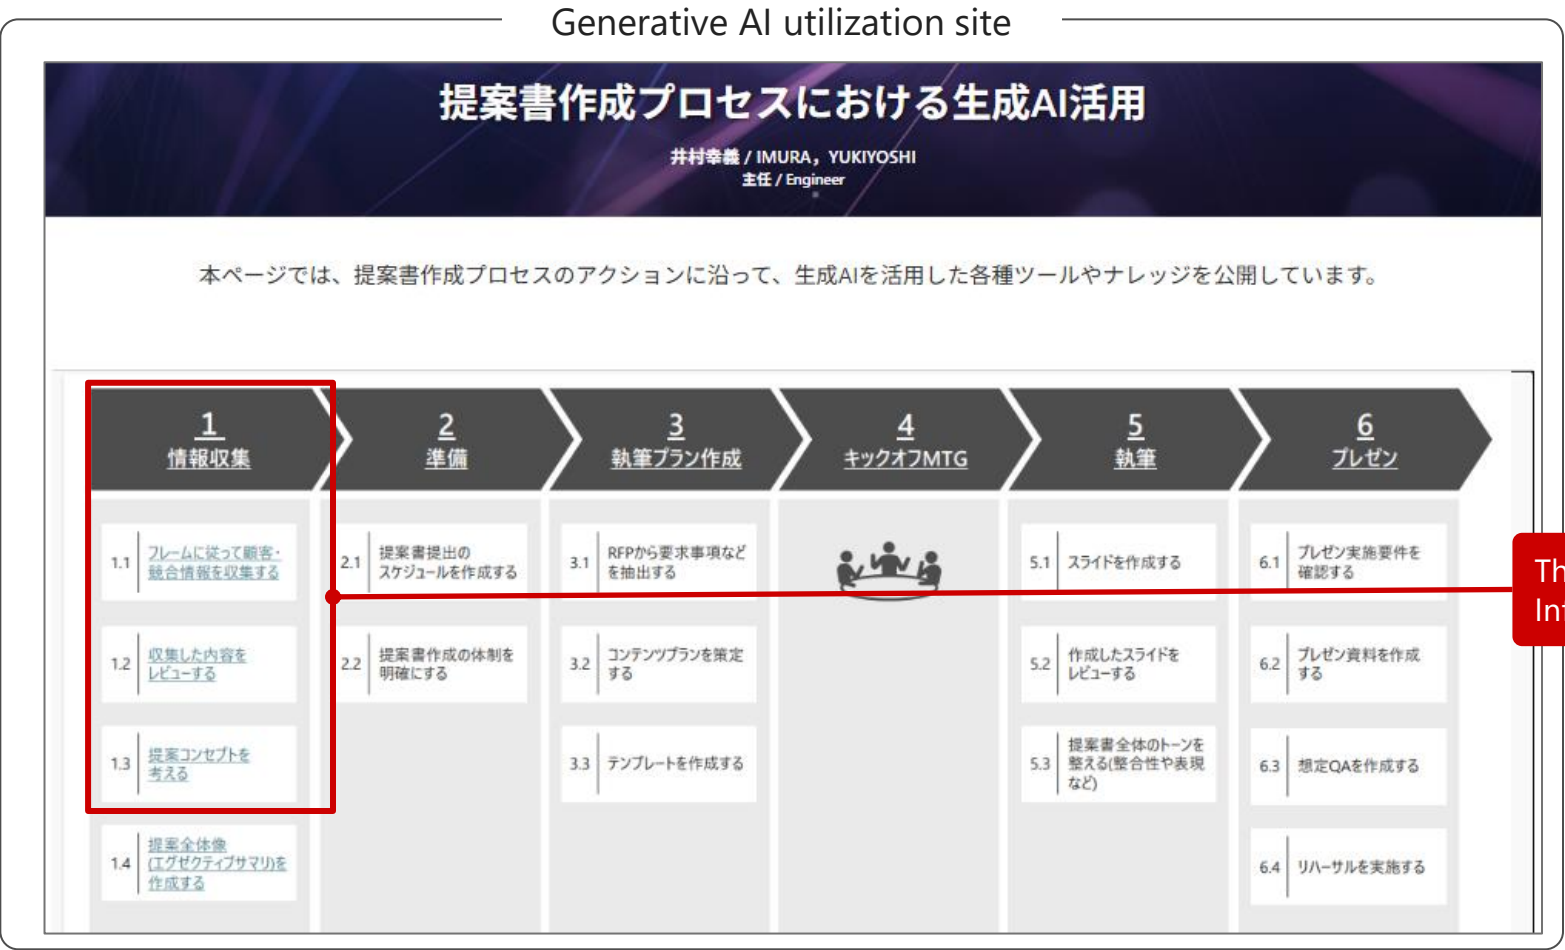 Generative AI utilization site
提案書作成プロセスにおける生成AI活用
井村幸義 / IMURA，YUKIYOSHI
主任 / Engineer
本ページでは、提案書作成プロセスのアクションに沿って、生成AIを活用した各種ツールやナレッジを公開しています。
1
情報収集
1.1
フレームに従って顧客・
競合情報を収集する
1.2
収集した内容を
レビューする
1.3
提案コンセプトを
考える
1.4
提案全体像
(エグゼクティブサマリ)を
作成する
2
準備
2.1
提案書提出の
スケジュールを作成する
2.2
提案書作成の体制を
明確にする
3
執筆プラン作成
3.1
RFPから要求事項など
を抽出する
3.2
コンテンツプランを策定
する
3.3
テンプレートを作成する
4
キックオフMTG
5
執筆
5.1
スライドを作成する
5.2
作成したスライドを
レビューする
5.3
提案書全体のトーンを
整える(整合性や表現
など)
6
プレゼン
6.1
プレゼン実施要件を
確認する
6.2
プレゼン資料を作成
する
6.3
想定QAを作成する
6.4
リハーサルを実施する